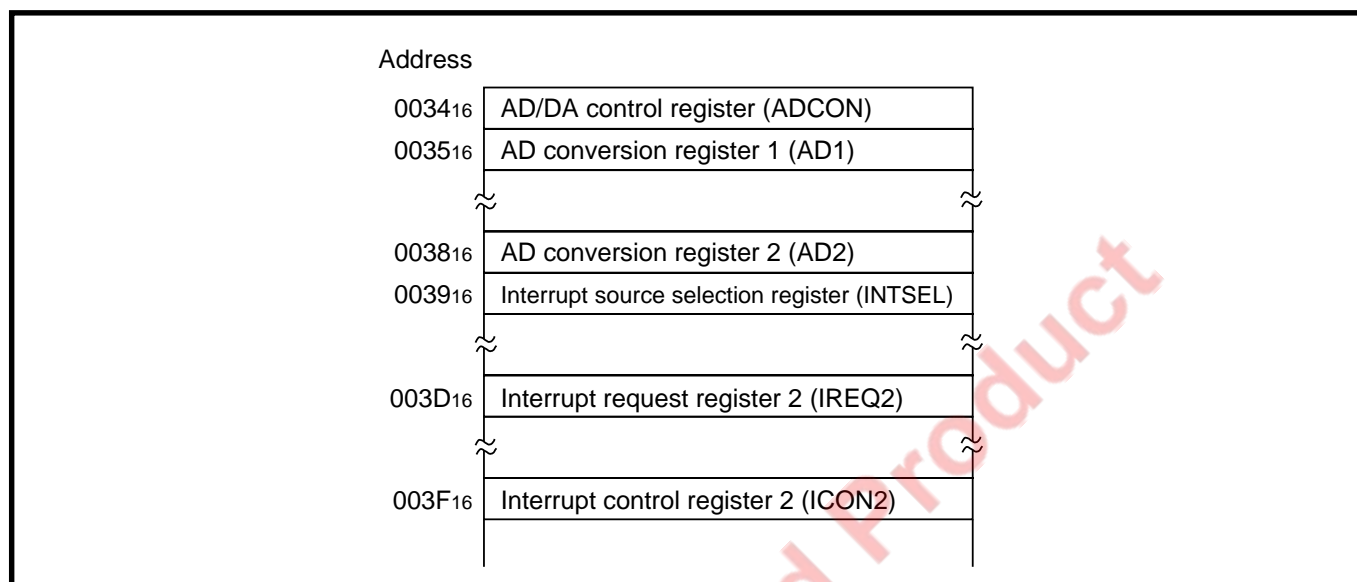 Address
0034₁₆ AD/DA control register (ADCON)
0035₁₆ AD conversion register 1 (AD1)
0038₁₆ AD conversion register 2 (AD2)
0039₁₆ Interrupt source selection register (INTSEL)
003D₁₆ Interrupt request register 2 (IREQ2)
003F₁₆ Interrupt control register 2 (ICON2)
d Product